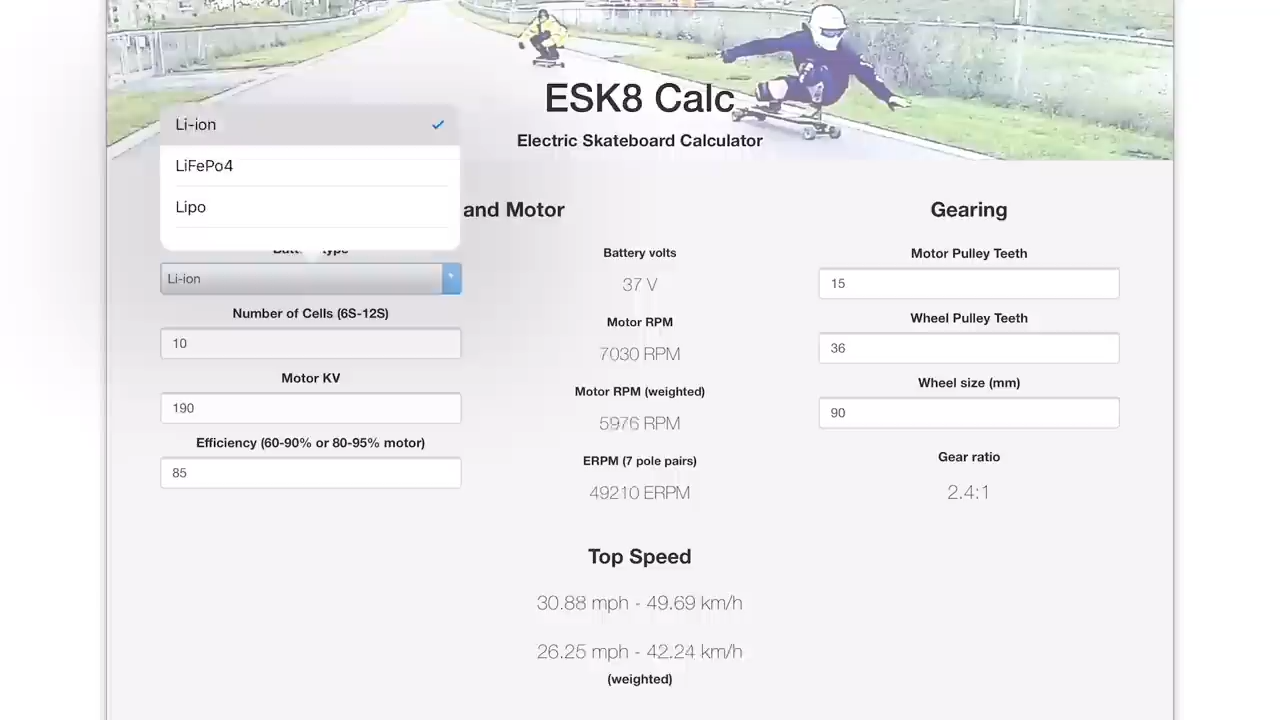 ESK8 Calc
Electric Skateboard Calculator
Li-ion
LiFePo4
Lipo
and Motor
Li-ion
Number of Cells (6S-12S)
10
Motor KV
190
Efficiency (60-90% or 80-95% motor)
85
Battery volts
37 V
Motor RPM
7030 RPM
Motor RPM (weighted)
5976 RPM
ERPM (7 pole pairs)
49210 ERPM
Gearing
Motor Pulley Teeth
15
Wheel Pulley Teeth
36
Wheel size (mm)
90
Gear ratio
2.4:1
Top Speed
30.88 mph - 49.69 km/h
26.25 mph - 42.24 km/h
(weighted)